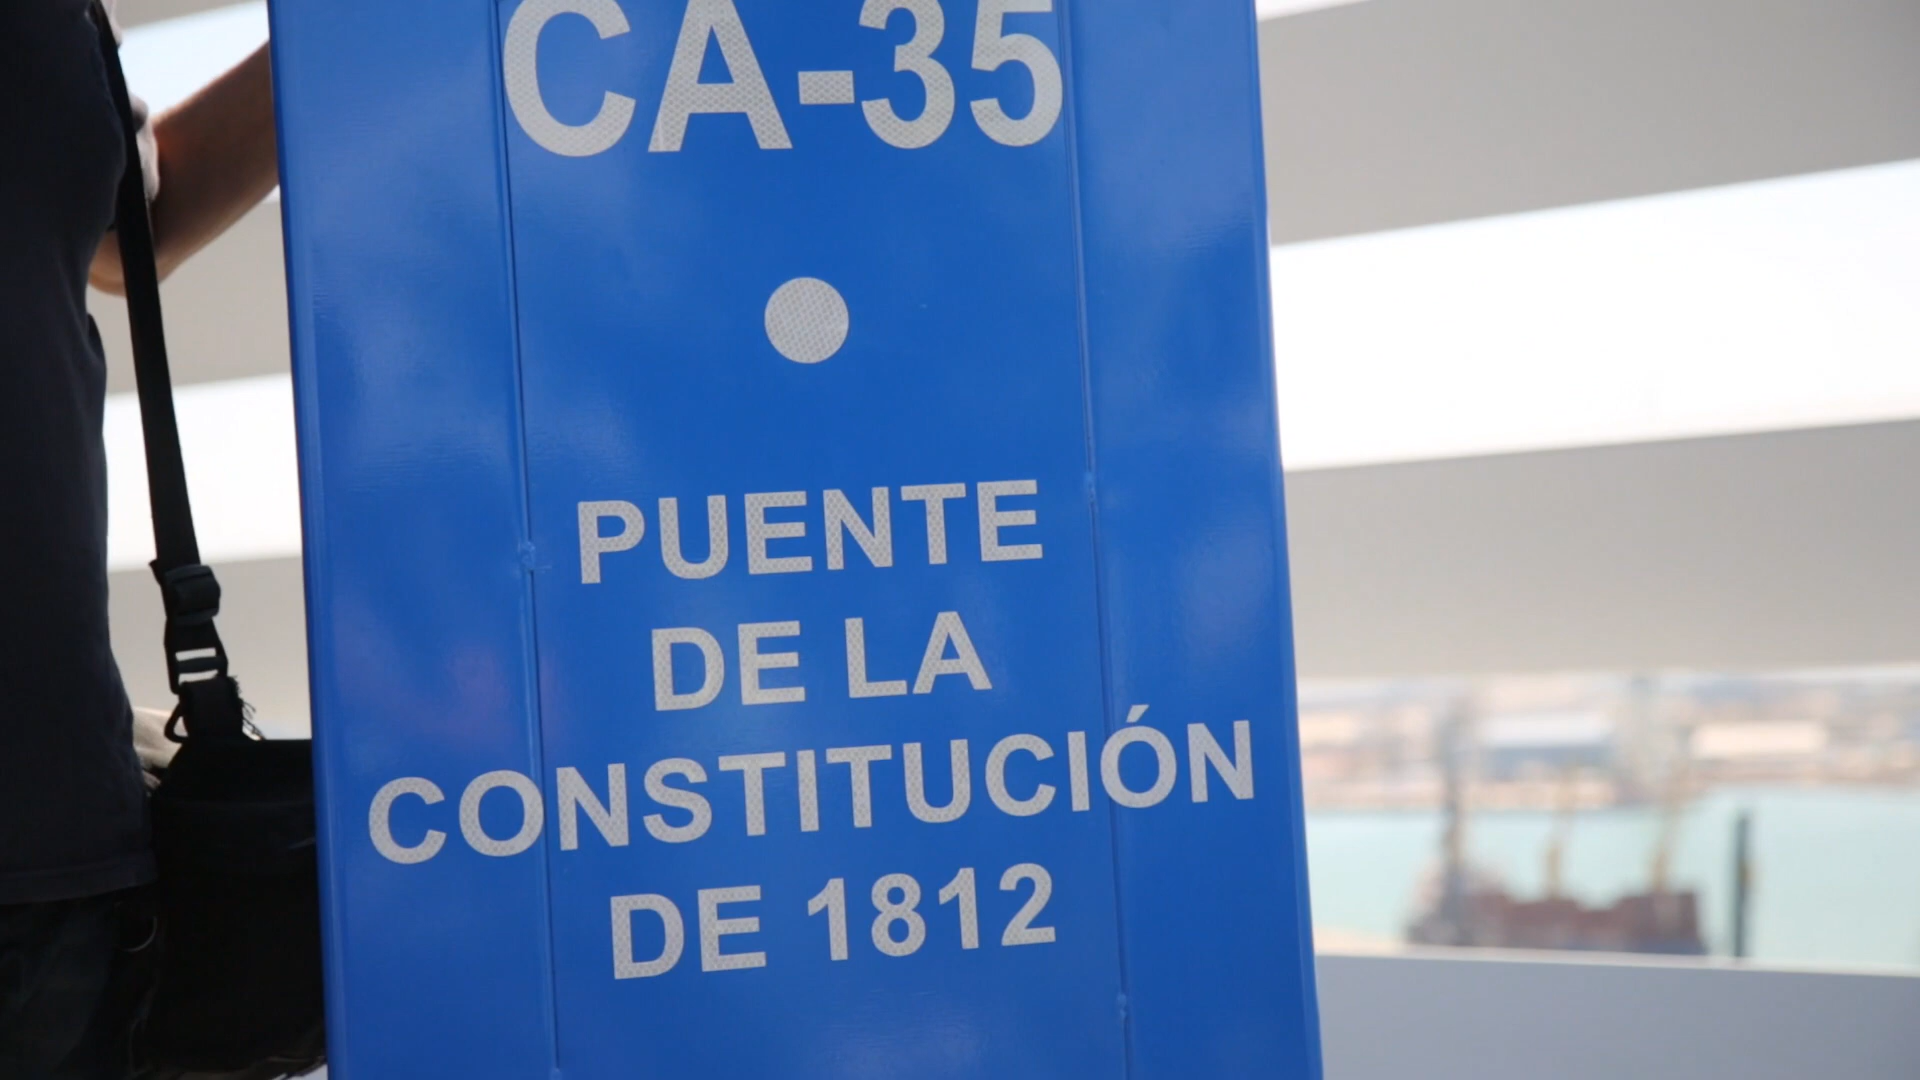 CA-35
PUENTE
DE LA
CONSTITUCIÓN
DE 1812